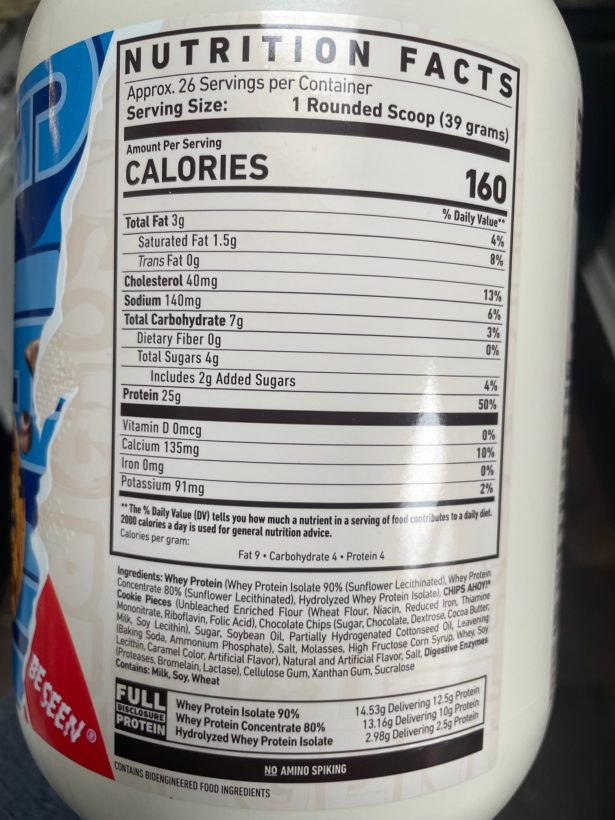 NUTRITION FACTS
Approx. 26 Servings per Container
Serving Size: 1 Rounded Scoop (39 grams)
Amount Per Serving
CALORIES 160
% Daily Value**
Total Fat 3g 4%
Saturated Fat 1.5g 8%
Trans Fat 0g
Cholesterol 40mg 13%
Sodium 140mg 6%
Total Carbohydrate 7g 3%
Dietary Fiber 0g 0%
Total Sugars 4g
Includes 2g Added Sugars 4%
Protein 25g 50%
Vitamin D 0mcg 0%
Calcium 135mg 10%
Iron 0mg 0%
Potassium 91mg 2%
**The % Daily Value (DV) tells you how much a nutrient in a serving of food contributes to a daily diet.
2000 calories a day is used for general nutrition advice.
Calories per gram:
Fat 9 • Carbohydrate 4 • Protein 4
Ingredients: Whey Protein (Whey Protein Isolate 90% (Sunflower Lecithinated), Whey Protein
Concentrate 80% (Sunflower Lecithinated), Hydrolyzed Whey Protein Isolate), CHIPS AHOY!®
Cookie Pieces (Unbleached Enriched Flour (Wheat Flour, Niacin, Reduced Iron, Thiamine
Mononitrate, Riboflavin, Folic Acid), Chocolate Chips (Sugar, Chocolate, Dextrose, Cocoa Butter,
Milk, Soy Lecithin), Sugar, Soybean Oil, Partially Hydrogenated Cottonseed Oil, Leavening
(Baking Soda, Ammonium Phosphate), Salt, Molasses, High Fructose Corn Syrup, Whey, Soy
Lecithin, Caramel Color, Artificial Flavor), Natural and Artificial Flavor, Salt, Digestive Enzymes
(Proteases, Bromelain, Lactase), Cellulose Gum, Xanthan Gum, Sucralose
Contains: Milk, Soy, Wheat
FULL
DISCLOSURE
PROTEIN
Whey Protein Isolate 90% 14.53g Delivering 12.5g Protein
Whey Protein Concentrate 80% 13.16g Delivering 10g Protein
Hydrolyzed Whey Protein Isolate 2.98g Delivering 2.5g Protein
NO AMINO SPIKING
CONTAINS BIOENGINEERED FOOD INGREDIENTS
BESEEN®